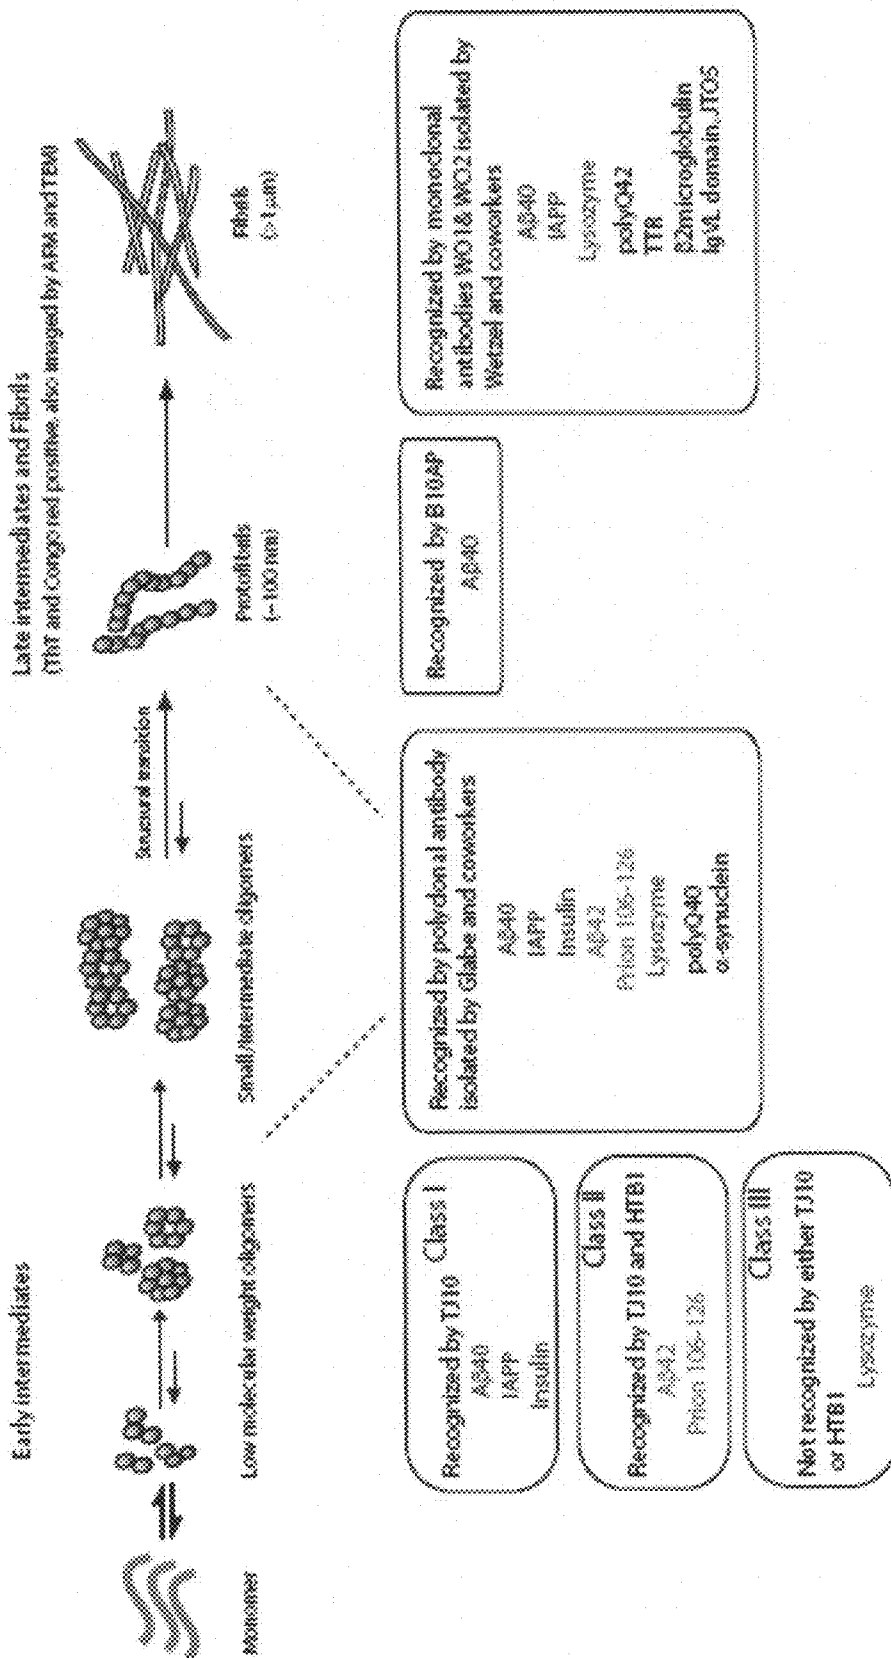 Early intermediates
Late intermediates and Fibrils
(ThT and Congo red positive, also imaged by AFM and TEM)
Structural transition
Monomer
Low molecular weight oligomers
Small/Intermediate oligomers
Protofibrils
(~100 nm)
Fibrils
(>1 μm)
Class I
Recognized by TJ10
Aβ40
IAPP
Insulin
Class II
Recognized by TJ10 and HTB1
Aβ42
Prion 106-126
Class III
Not recognized by either TJ10
or HTB1
Lysozyme
Recognized by polyclonal antibody
isolated by Glabe and coworkers
Aβ40
IAPP
Insulin
Aβ42
Prion 106-126
Lysozyme
polyQ40
α-synuclein
Recognized by B10AP
Aβ40
Recognized by monoclonal
antibodies WO1 & WO2 isolated by
Wetzel and coworkers
Aβ40
IAPP
Lysozyme
polyQ42
TTR
β2microglobulin
IgVL domain JTO5